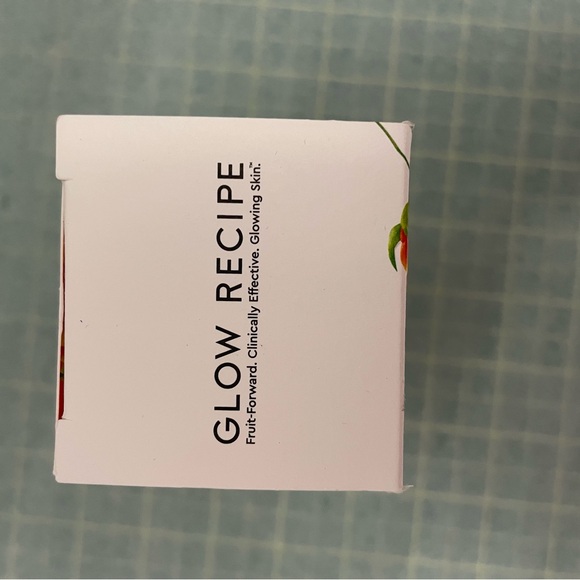 GLOW RECIPE
Fruit-Forward. Clinically Effective. Glowing Skin.™